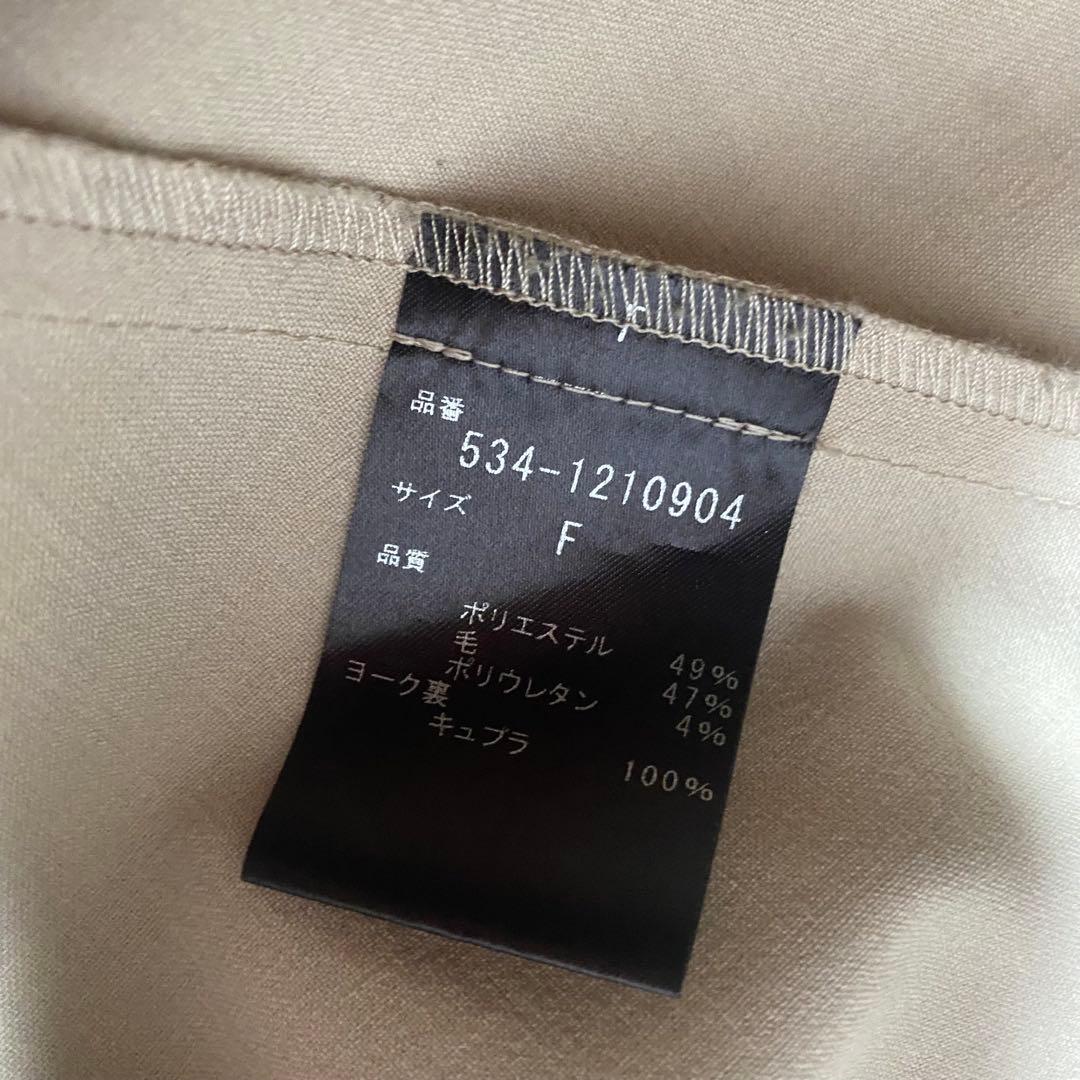 品番
534-1210904
サイズ
F
品質
ポリエステル 49%
毛 47%
ポリウレタン 4%
ヨーク裏
キュプラ 100%